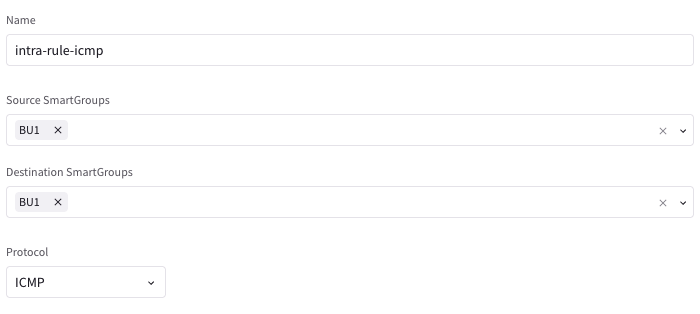 Name
intra-rule-icmp
Source SmartGroups
BU1
Destination SmartGroups
BU1
Protocol
ICMP